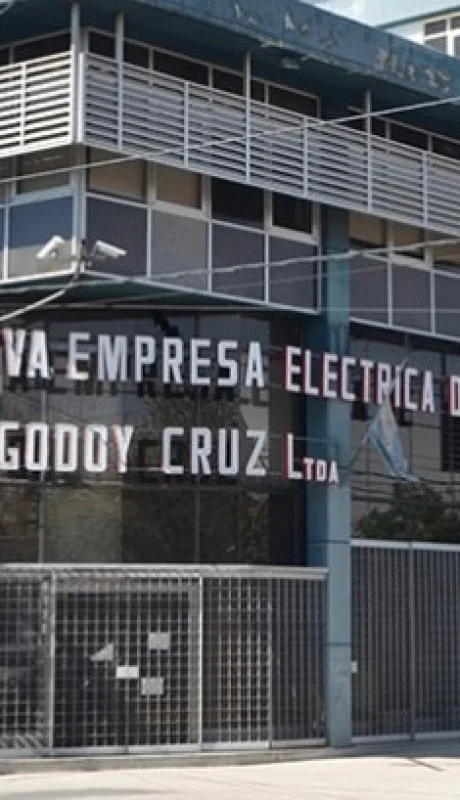 VA EMPRESA ELECTRICA D
GODOY CRUZ LTDA